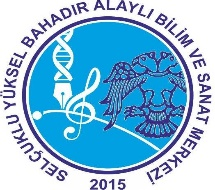 SELÇUKLU YÜKSEL BAHADIR ALAYLI BİLİM VE SANAT MERKEZİ
2015